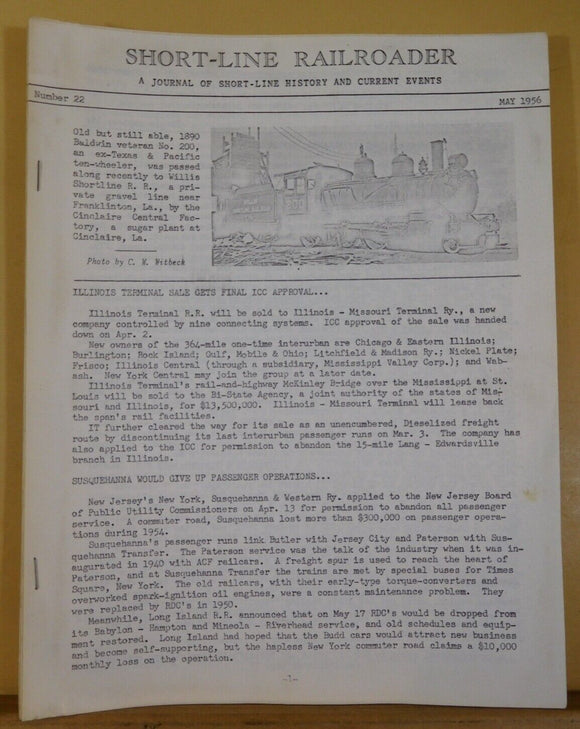 SHORT-LINE RAILROADER
A JOURNAL OF SHORT-LINE HISTORY AND CURRENT EVENTS
Number 22
MAY 1956
Old but still able, 1890
Baldwin veteran No. 200,
an ex-Texas & Pacific
ten-wheeler, was passed
along recently to Willis
Shortline R. R., a pri-
vate gravel line near
Franklinton, La., by the
Cinclaire Central Fac-
tory, a sugar plant at
Cinclaire, La.
Photo by C. W. Witbeck
ILLINOIS TERMINAL SALE GETS FINAL ICC APPROVAL...
Illinois Terminal R.R. will be sold to Illinois - Missouri Terminal Ry., a new
company controlled by nine connecting systems. ICC approval of the sale was handed
down on Apr. 2.
New owners of the 364-mile one-time interurban are Chicago & Eastern Illinois;
Burlington; Rock Island; Gulf, Mobile & Ohio; Litchfield & Madison Ry.; Nickel Plate;
Frisco; Illinois Central (through a subsidiary, Mississippi Valley Corp.); and Wab-
ash. New York Central may join the group at a later date.
Illinois Terminal's rail-and-highway McKinley Bridge over the Mississippi at St.
Louis will be sold to the Bi-State Agency, a joint authority of the states of Mis-
souri and Illinois, for $13,500,000. Illinois - Missouri Terminal will lease back
the span's rail facilities.
IT further cleared the way for its sale as an unencumbered, Dieselized freight
route by discontinuing its last interurban passenger runs on Mar. 3. The company has
also applied to the ICC for permission to abandon the 15-mile Lang - Edwardsville
branch in Illinois.
SUSQUEHANNA WOULD GIVE UP PASSENGER OPERATIONS...
New Jersey's New York, Susquehanna & Western Ry. applied to the New Jersey Board
of Public Utility Commissioners on Apr. 13 for permission to abandon all passenger
service. A commuter road, Susquehanna lost more than $300,000 on passenger opera-
tions during 1954.
Susquehanna's passenger runs link Butler with Jersey City and Paterson with Sus-
quehanna Transfer. The Paterson service was the talk of the industry when it was in-
augurated in 1940 with ACF railcars. A freight spur is used to reach the heart of
Paterson, and at Susquehanna Transfer the trains are met by special buses for Times
Square, New York. The old railcars, with their early-type torque-converters and
overworked spark-ignition oil engines, were a constant maintenance problem. They
were replaced by RDC's in 1950.
Meanwhile, Long Island R.R. announced that on May 17 RDC's would be dropped from
its Babylon - Hampton and Mineola - Riverhead service, and old schedules and equip-
ment restored. Long Island had hoped that the Budd cars would attract new business
and become self-supporting, but the hapless New York commuter road claims a $10,000
monthly loss on the operation.
-1-